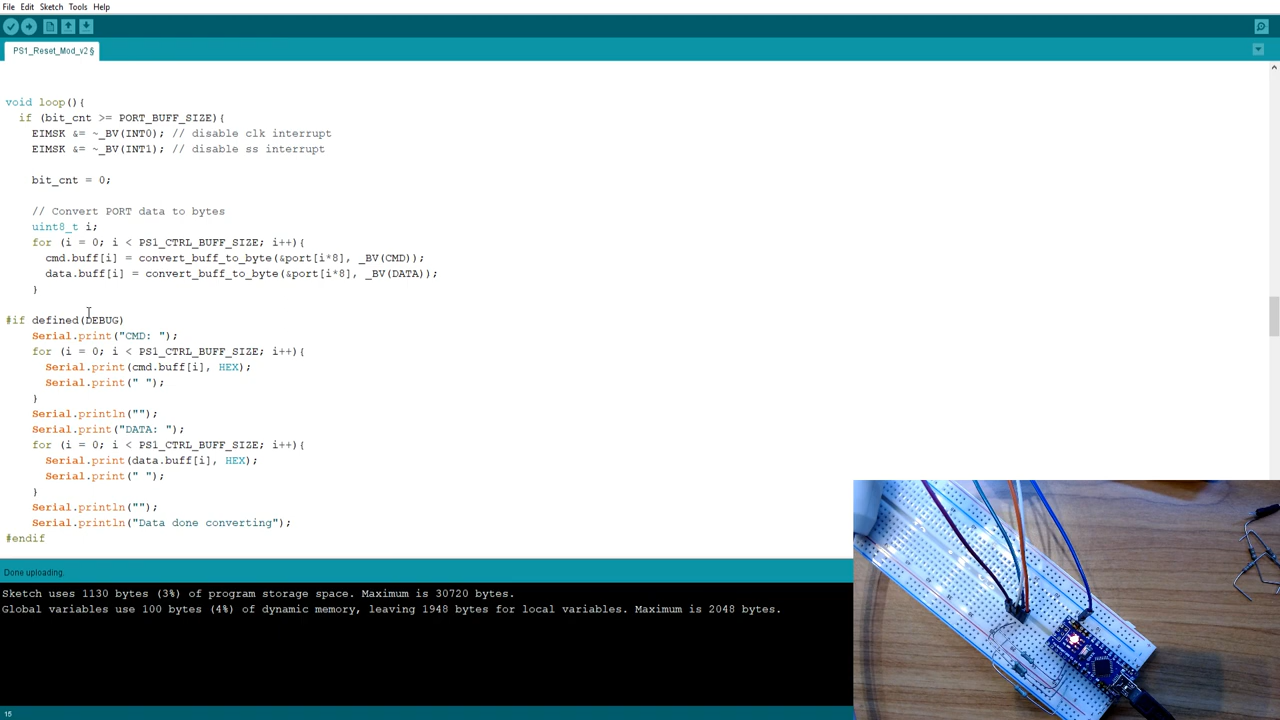 File Edit Sketch Tools Help
PS1_Reset_Mod_v2 §
void loop(){
if (bit_cnt >= PORT_BUFF_SIZE){
EIMSK &= ~_BV(INT0); // disable clk interrupt
EIMSK &= ~_BV(INT1); // disable ss interrupt
bit_cnt = 0;
// Convert PORT data to bytes
uint8_t i;
for (i = 0; i < PS1_CTRL_BUFF_SIZE; i++){
cmd.buff[i] = convert_buff_to_byte(&port[i*8], _BV(CMD));
data.buff[i] = convert_buff_to_byte(&port[i*8], _BV(DATA));
}
#if defined(DEBUG)
Serial.print("CMD: ");
for (i = 0; i < PS1_CTRL_BUFF_SIZE; i++){
Serial.print(cmd.buff[i], HEX);
Serial.print(" ");
}
Serial.println("");
Serial.print("DATA: ");
for (i = 0; i < PS1_CTRL_BUFF_SIZE; i++){
Serial.print(data.buff[i], HEX);
Serial.print(" ");
}
Serial.println("");
Serial.println("Data done converting");
#endif
Done uploading.
Sketch uses 1130 bytes (3%) of program storage space. Maximum is 30720 bytes.
Global variables use 100 bytes (4%) of dynamic memory, leaving 1948 bytes for local variables. Maximum is 2048 bytes.
15